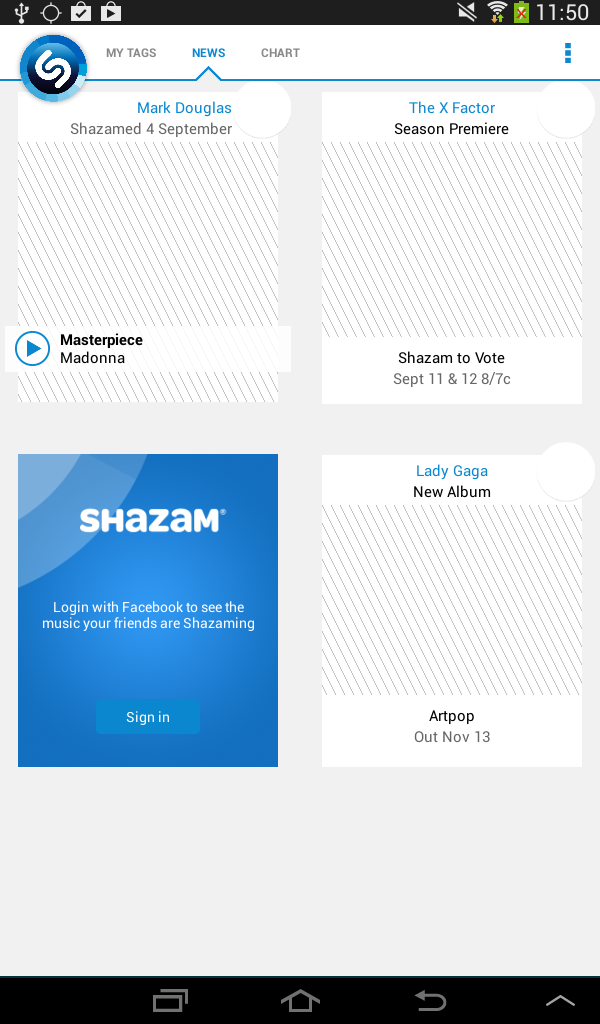 11:50
MY TAGS
NEWS
CHART
Mark Douglas
Shazamed 4 September
Masterpiece
Madonna
The X Factor
Season Premiere
Shazam to Vote
Sept 11 & 12 8/7c
SHAZAM®
Login with Facebook to see the
music your friends are Shazaming
Sign in
Lady Gaga
New Album
Artpop
Out Nov 13